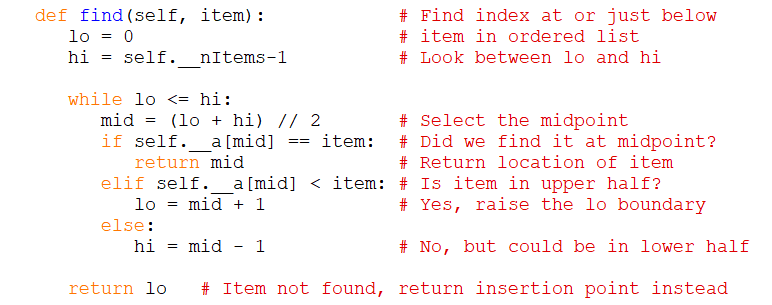 def find(self, item):             # Find index at or just below
   lo = 0                         # item in ordered list
   hi = self.__nItems-1           # Look between lo and hi

   while lo <= hi:
      mid = (lo + hi) // 2        # Select the midpoint
      if self.__a[mid] == item:   # Did we find it at midpoint?
         return mid               # Return location of item
      elif self.__a[mid] < item:  # Is item in upper half?
         lo = mid + 1             # Yes, raise the lo boundary
      else:
         hi = mid - 1             # No, but could be in lower half

   return lo   # Item not found, return insertion point instead